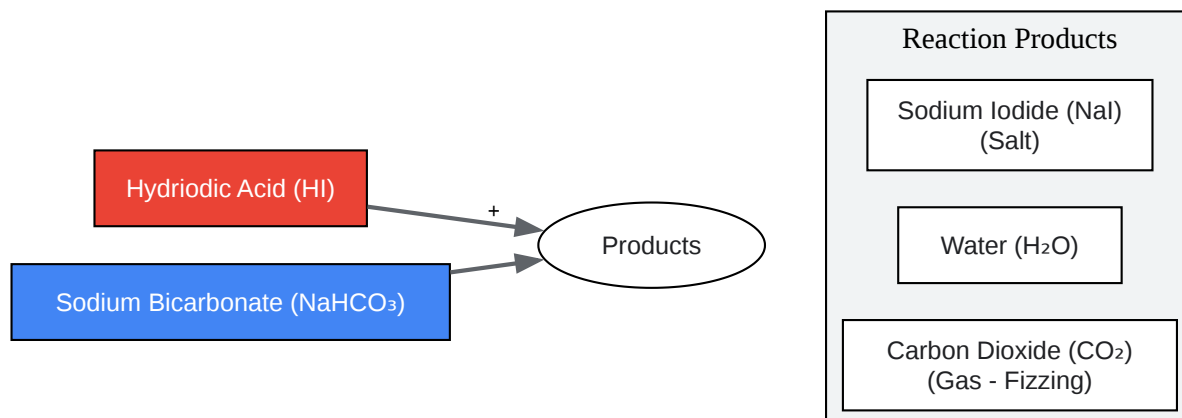 Reaction Products
Sodium Iodide (NaI)
(Salt)
Hydriodic Acid (HI)
+
Products
Water (H₂O)
Sodium Bicarbonate (NaHCO₃)
Carbon Dioxide (CO₂)
(Gas - Fizzing)